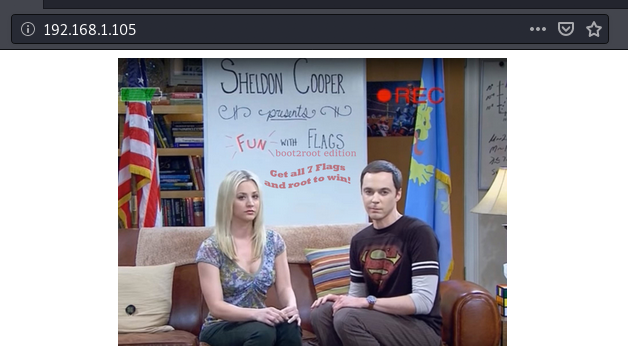 192.168.1.105
SHELDON COOPER
presents
REC
FUN WITH FLAGS
boot2root edition
Get all 7 Flags
and root to win!